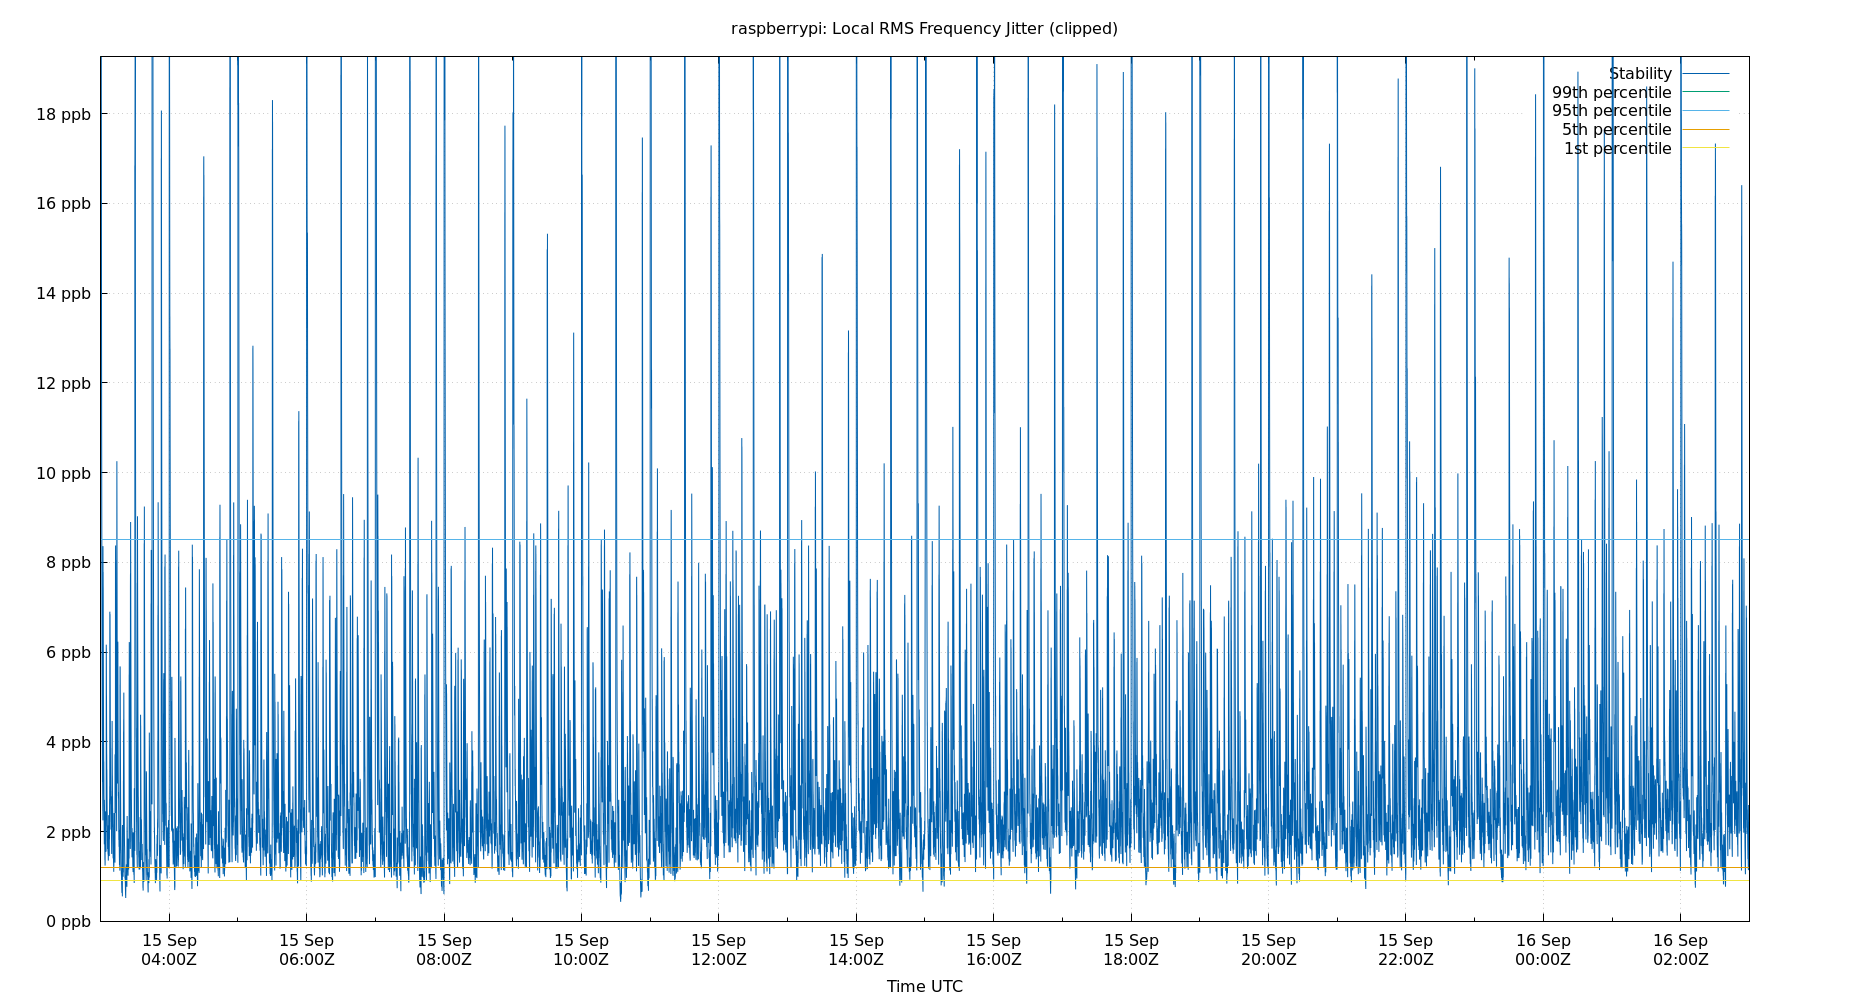 raspberrypi: Local RMS Frequency Jitter (clipped)
Stability
99th percentile
95th percentile
5th percentile
1st percentile
18 ppb
16 ppb
14 ppb
12 ppb
10 ppb
8 ppb
6 ppb
4 ppb
2 ppb
0 ppb
15 Sep 15 Sep 15 Sep 15 Sep 15 Sep 15 Sep 15 Sep 15 Sep 15 Sep 15 Sep 16 Sep 16 Sep
04:00Z 06:00Z 08:00Z 10:00Z 12:00Z 14:00Z 16:00Z 18:00Z 20:00Z 22:00Z 00:00Z 02:00Z
Time UTC